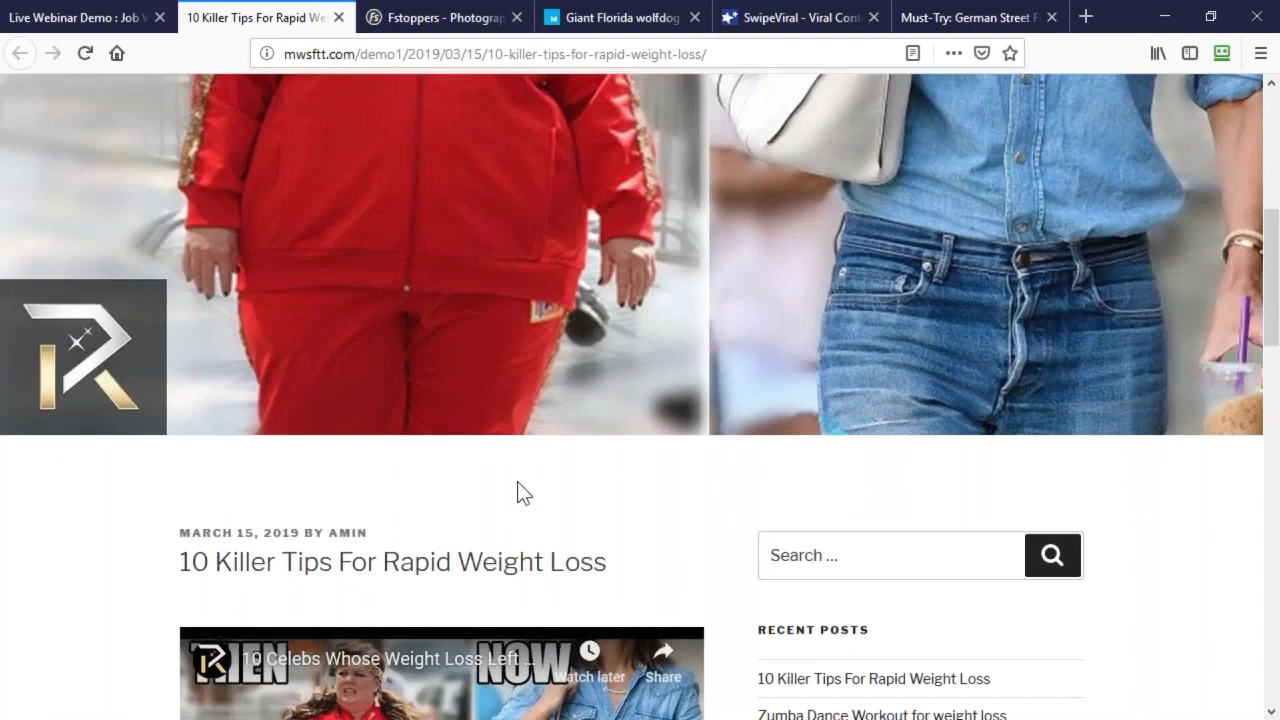 Live Webinar Demo : Job V
10 Killer Tips For Rapid We
Fstoppers - Photograp
Giant Florida wolfdog
SwipeViral - Viral Cont
Must-Try: German Street F
mwsftt.com/demo1/2019/03/15/10-killer-tips-for-rapid-weight-loss/
MARCH 15, 2019 BY AMIN
10 Killer Tips For Rapid Weight Loss
Search ...
RECENT POSTS
10 Killer Tips For Rapid Weight Loss
Zumba Dance Workout for weight loss
10 Celebs Whose Weight Loss Left ...
NOW
Watch later
Share